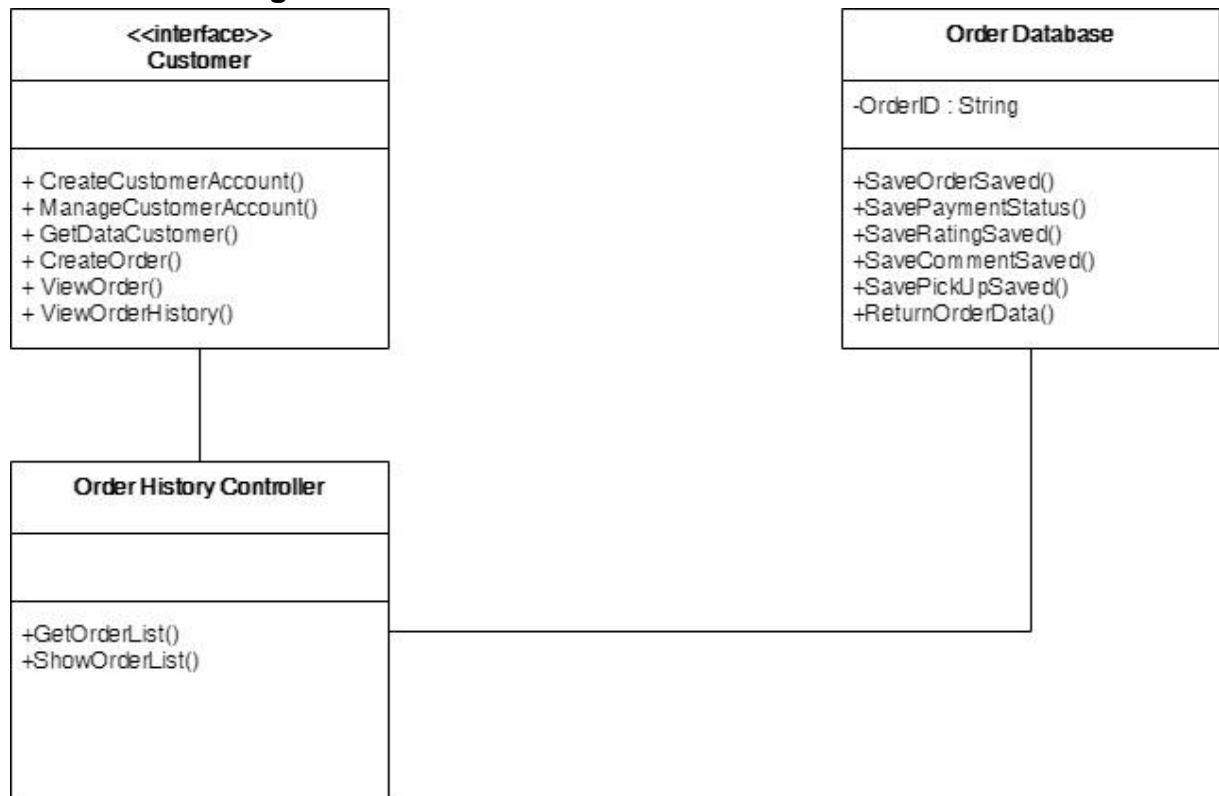 <<interface>>
Customer
+ CreateCustomerAccount()
+ ManageCustomerAccount()
+ GetDataCustomer()
+ CreateOrder()
+ ViewOrder()
+ ViewOrderHistory()
Order Database
-OrderID : String
+SaveOrderSaved()
+SavePaymentStatus()
+SaveRatingSaved()
+SaveCommentSaved()
+SavePickUpSaved()
+ReturnOrderData()
Order History Controller
+GetOrderList()
+ShowOrderList()